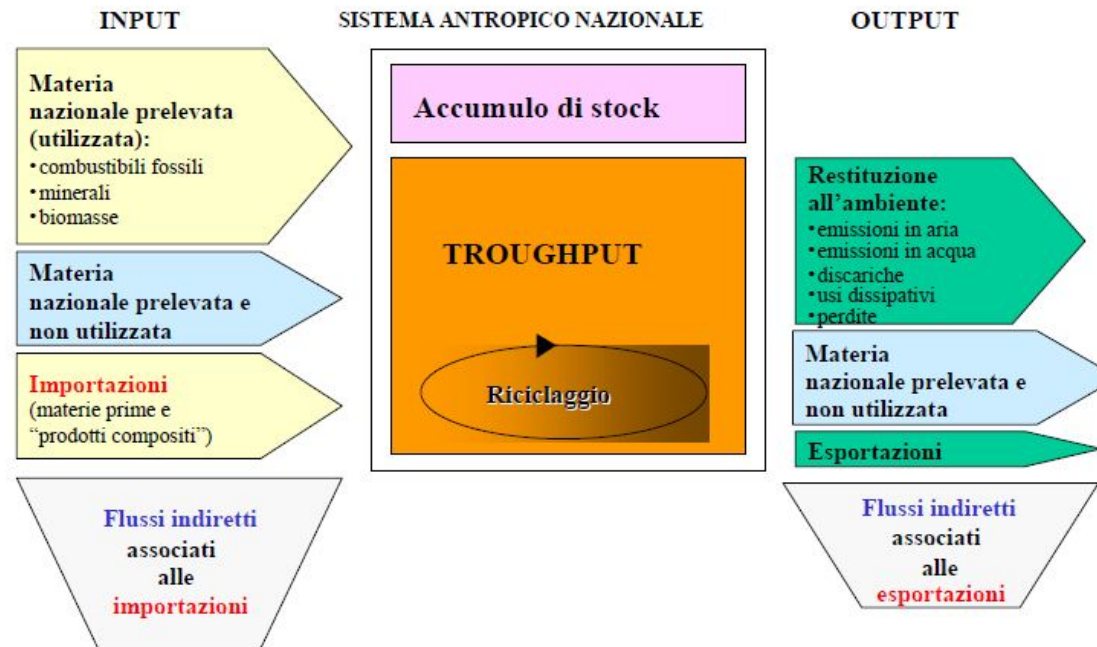 INPUT
SISTEMA ANTROPICO NAZIONALE
OUTPUT
Materia
nazionale prelevata
(utilizzata):
•combustibili fossili
•minerali
•biomasse
Materia
nazionale prelevata e
non utilizzata
Importazioni
(materie prime e
“prodotti compositi”)
Flussi indiretti
associati
alle
importazioni
Accumulo di stock
TROUGHPUT
Riciclaggio
Restituzione
all’ambiente:
•emissioni in aria
•emissioni in acqua
•discariche
•usi dissipativi
•perdite
Materia
nazionale prelevata e
non utilizzata
Esportazioni
Flussi indiretti
associati
alle
esportazioni